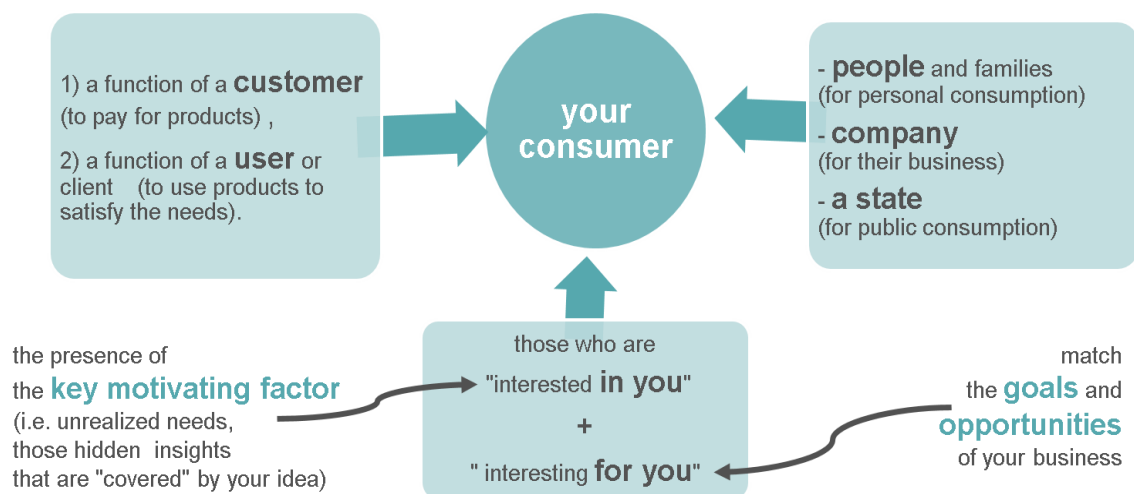 1) a function of a customer
(to pay for products) ,
2) a function of a user or
client (to use products to
satisfy the needs).
your
consumer
- people and families
(for personal consumption)
- company
(for their business)
- a state
(for public consumption)
the presence of
the key motivating factor
(i.e. unrealized needs,
those hidden insights
that are "covered" by your idea)
those who are
"interested in you"
+
" interesting for you"
match
the goals and
opportunities
of your business